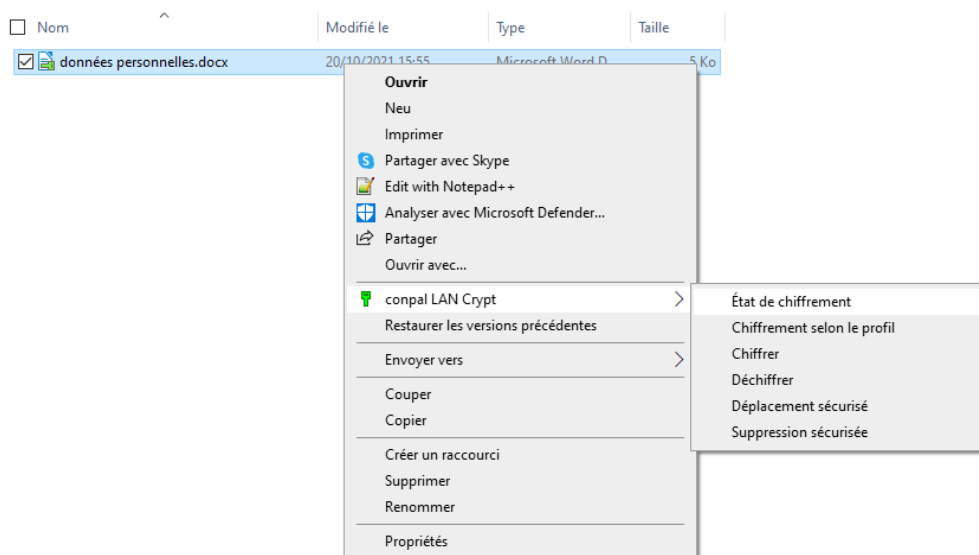 Nom Modifié le Type Taille
données personnelles.docx 20/10/2021 15:55 Microsoft Word D... 5 Ko
Ouvrir
Neu
Imprimer
Partager avec Skype
Edit with Notepad++
Analyser avec Microsoft Defender...
Partager
Ouvrir avec...
conpal LAN Crypt
Restaurer les versions précédentes
Envoyer vers
Couper
Copier
Créer un raccourci
Supprimer
Renommer
Propriétés
État de chiffrement
Chiffrement selon le profil
Chiffrer
Déchiffrer
Déplacement sécurisé
Suppression sécurisée